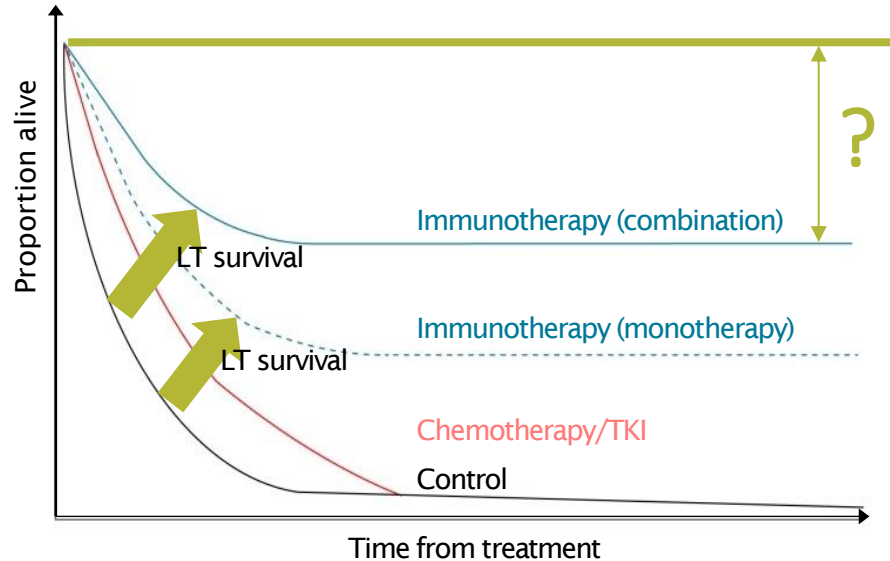 Proportion alive
?
Immunotherapy (combination)
LT survival
Immunotherapy (monotherapy)
LT survival
Chemotherapy/TKI
Control
Time from treatment